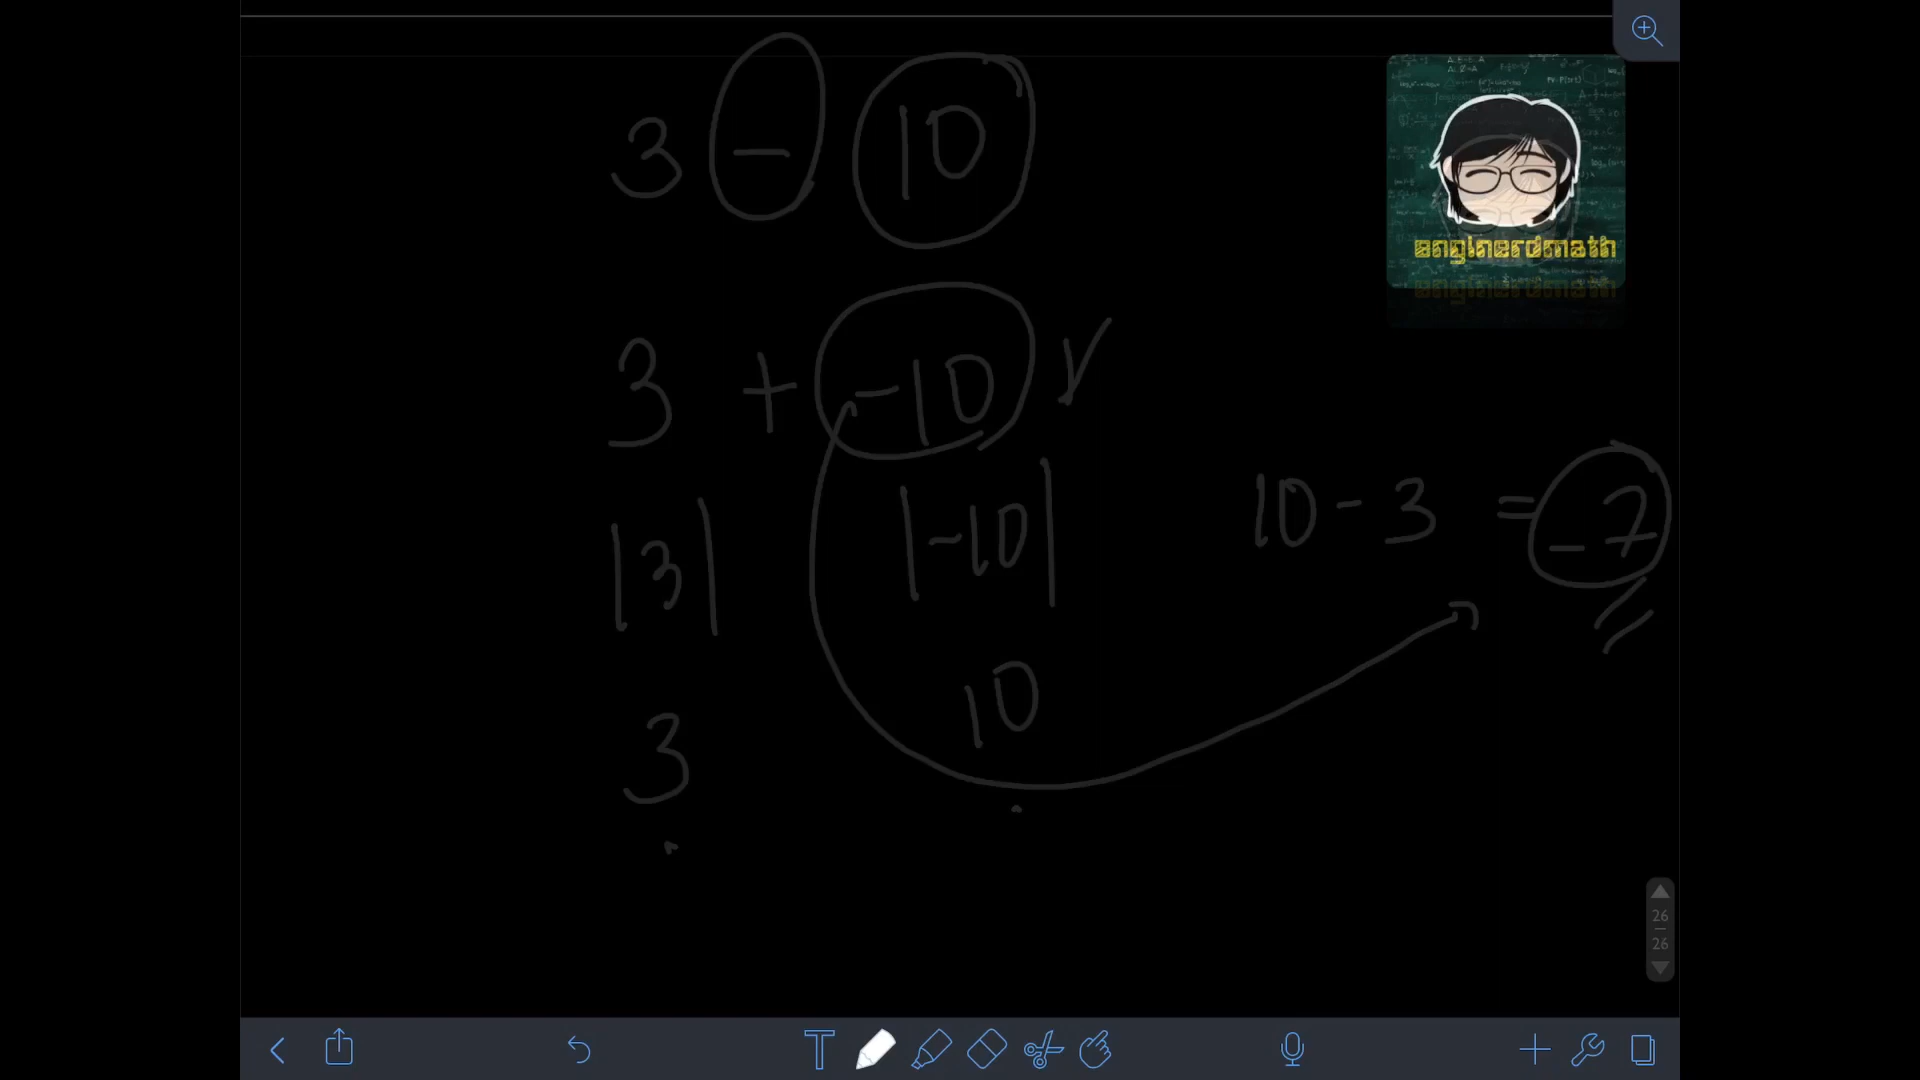 3 - 10
enginerdmath
3 + -10
|3| |-10| 10 - 3 = -7
10
3
26
26
T